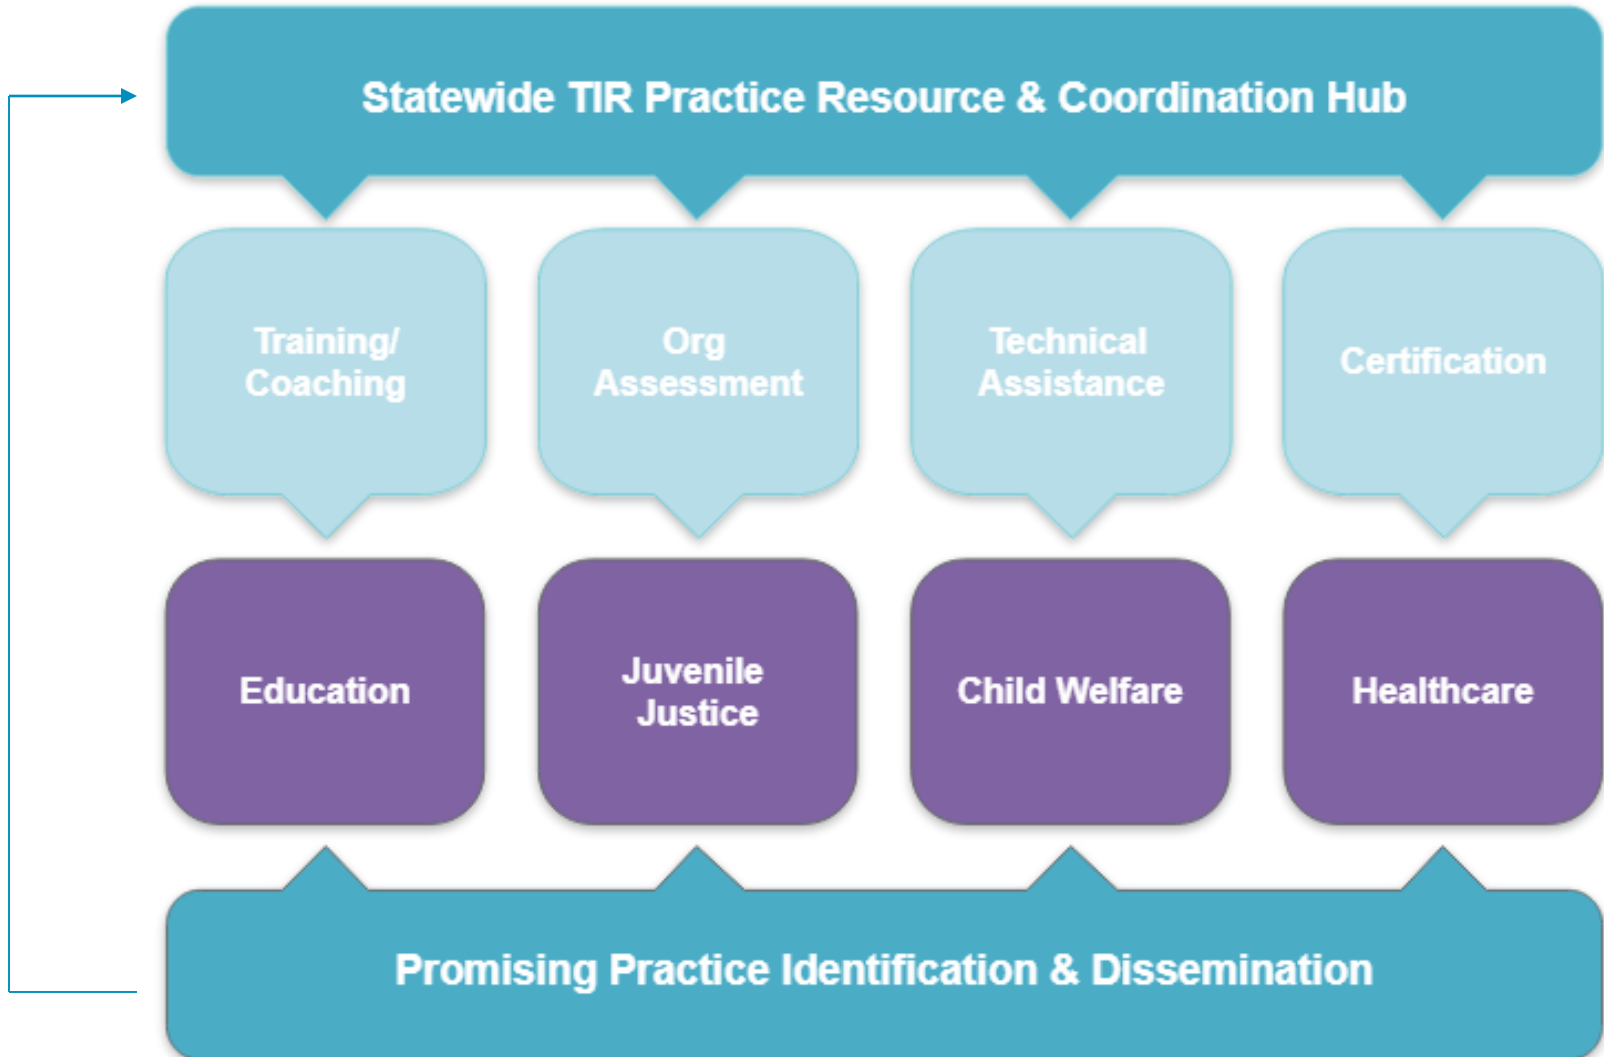 Statewide TIR Practice Resource & Coordination Hub
Training/
Coaching
Org
Assessment
Technical
Assistance
Certification
Education
Juvenile
Justice
Child Welfare
Healthcare
Promising Practice Identification & Dissemination